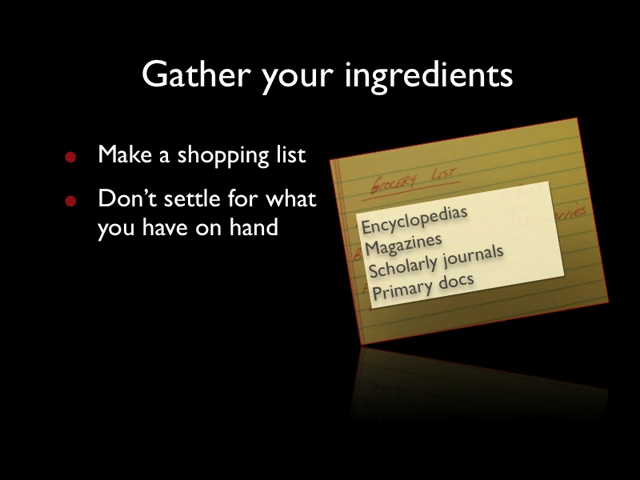 Gather your ingredients
Make a shopping list
Don't settle for what
you have on hand
GROCERY LIST
Encyclopedias
Magazines
Scholarly journals
Primary docs